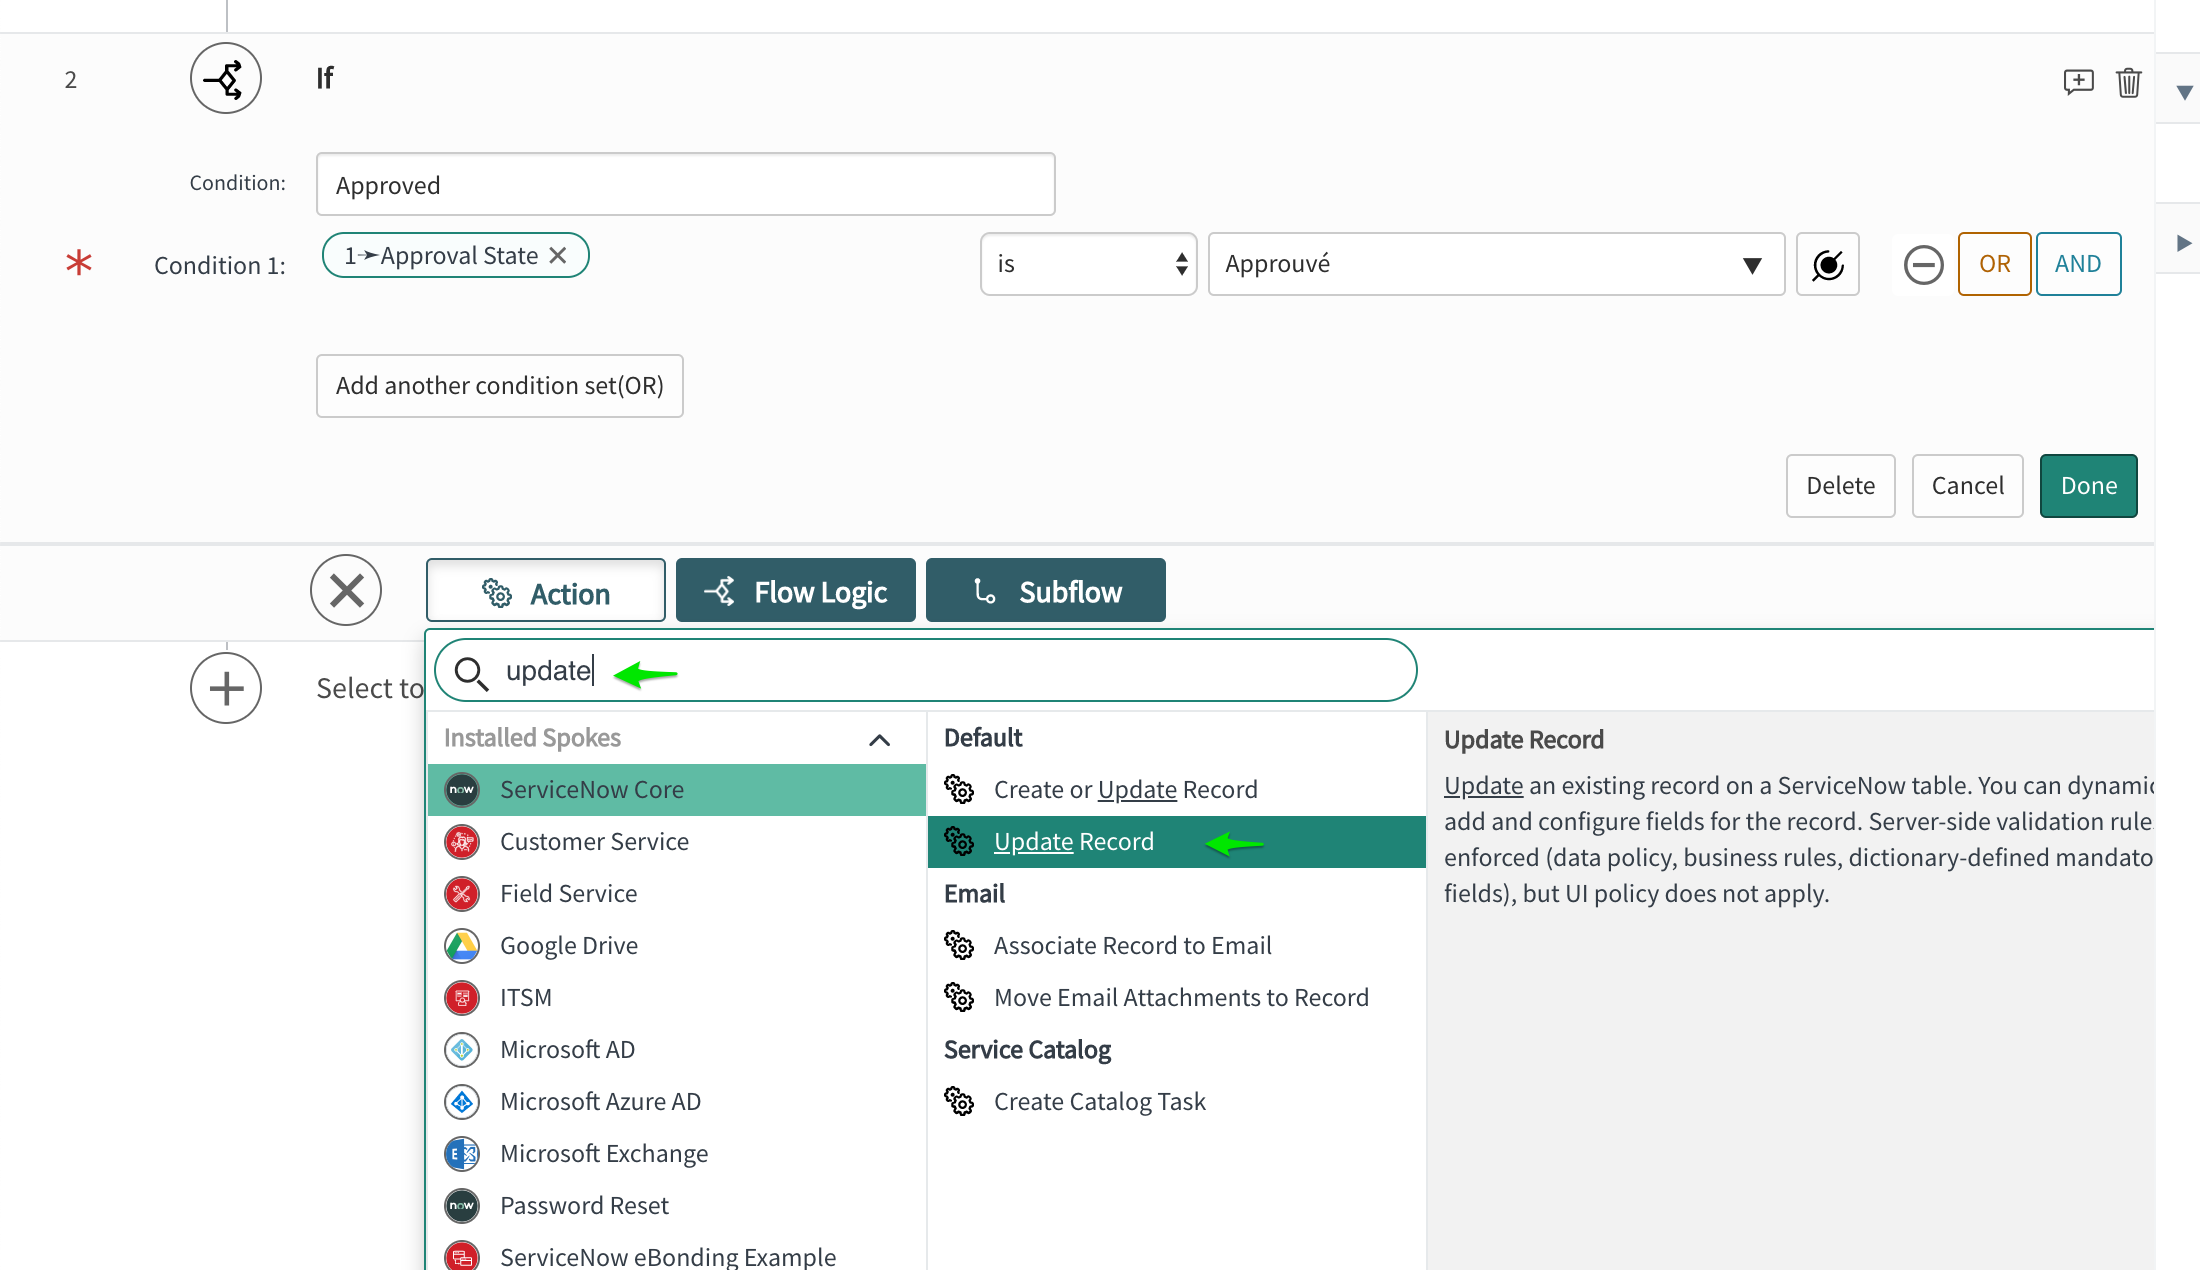 2
If
Condition:
Approved
* Condition 1:
1➛Approval State ✕
is
Approuvé
OR
AND
Add another condition set(OR)
Delete
Cancel
Done
Action
Flow Logic
Subflow
Select to
update
Installed Spokes
now ServiceNow Core
Customer Service
Field Service
Google Drive
ITSM
Microsoft AD
Microsoft Azure AD
E Microsoft Exchange
now Password Reset
ServiceNow eBonding Example
Default
Create or Update Record
Update Record
Email
Associate Record to Email
Move Email Attachments to Record
Service Catalog
Create Catalog Task
Update Record
Update an existing record on a ServiceNow table. You can dynamic
add and configure fields for the record. Server-side validation rule
enforced (data policy, business rules, dictionary-defined mandato
fields), but UI policy does not apply.